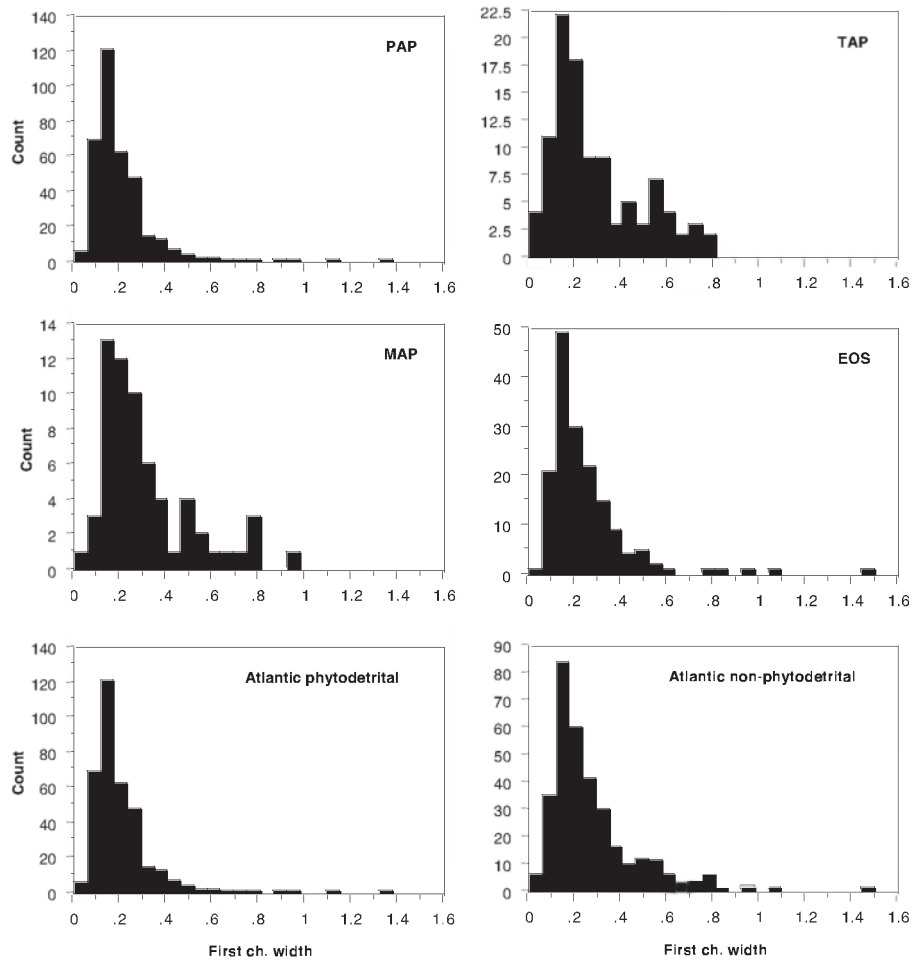 140
120
100
80
60
40
20
0
Count
PAP
0 .2 .4 .6 .8 1 1.2 1.4 1.6
22.5
20
17.5
15
12.5
10
7.5
5
2.5
0
TAP
0 .2 .4 .6 .8 1 1.2 1.4 1.6
14
12
10
8
6
4
2
0
Count
MAP
0 .2 .4 .6 .8 1 1.2 1.4 1.6
50
40
30
20
10
0
EOS
0 .2 .4 .6 .8 1 1.2 1.4 1.6
140
120
100
80
60
40
20
0
Count
Atlantic phytodetrital
0 .2 .4 .6 .8 1 1.2 1.4 1.6
First ch. width
90
80
70
60
50
40
30
20
10
0
Atlantic non-phytodetrital
0 .2 .4 .6 .8 1 1.2 1.4 1.6
First ch. width